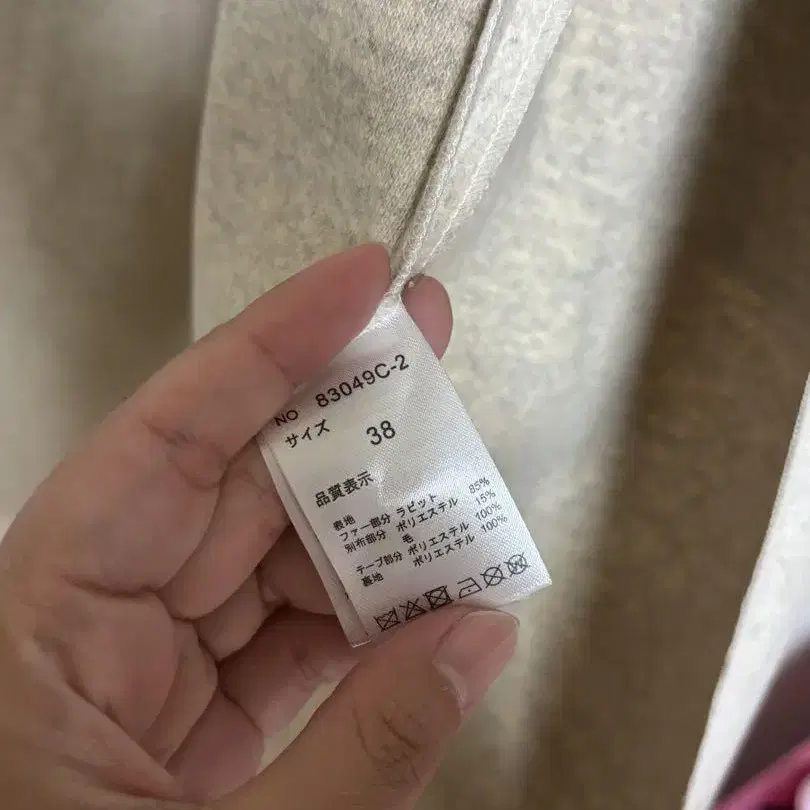 NO 83049C-2
サイズ 38
品質表示
表地
ファー部分 ラビット 85%
ポリエステル 15%
別布部分 毛 100%
テープ部分 ポリエステル 100%
裏地 ポリエステル